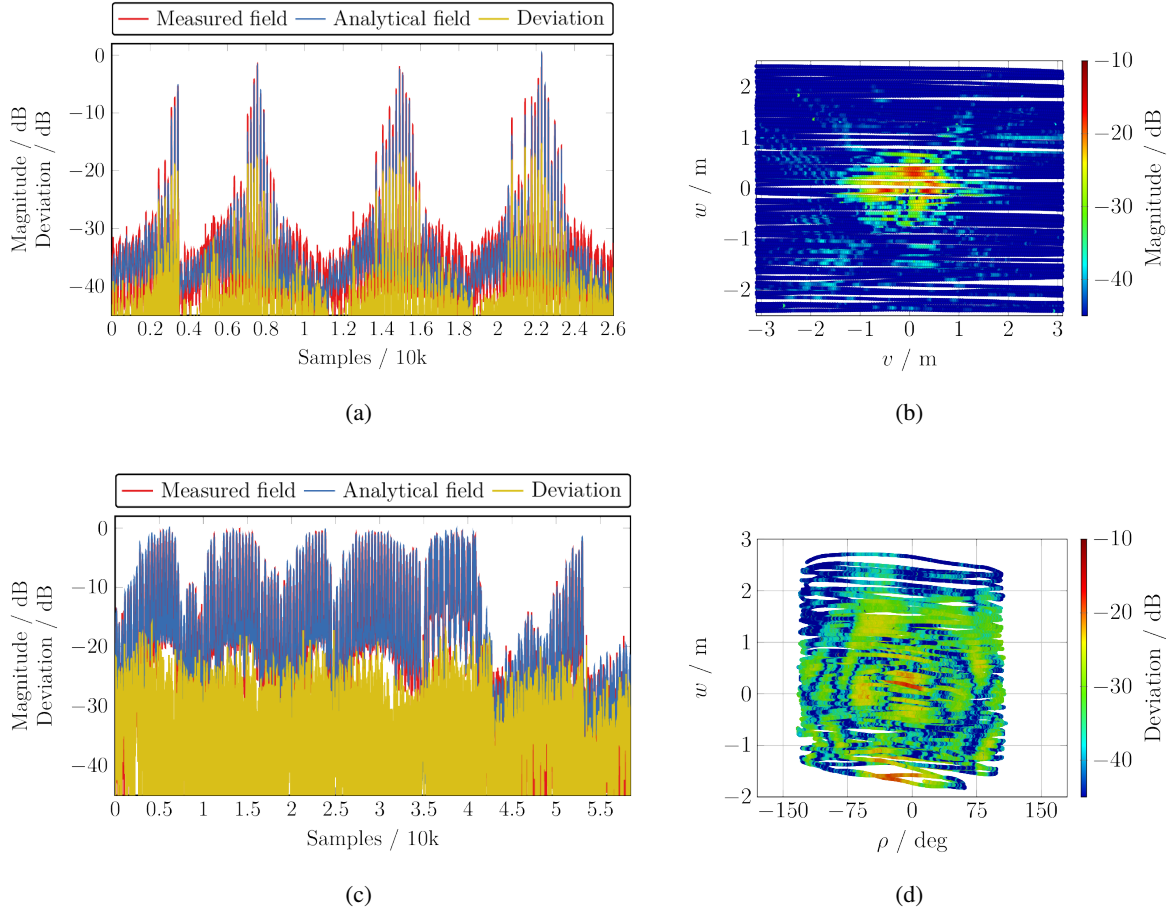 Measured field Analytical field Deviation
0
−10
−20
−30
−40
Magnitude / dB
Deviation / dB
0 0.2 0.4 0.6 0.8 1 1.2 1.4 1.6 1.8 2 2.2 2.4 2.6
Samples / 10k
(a)
2
1
0
−1
−2
w / m
−3 −2 −1 0 1 2 3
v / m
−10
−20
−30
−40
Magnitude / dB
(b)
Measured field Analytical field Deviation
0
−10
−20
−30
−40
Magnitude / dB
Deviation / dB
0 0.5 1 1.5 2 2.5 3 3.5 4 4.5 5 5.5
Samples / 10k
(c)
3
2
1
0
−1
−2
w / m
−150 −75 0 75 150
ρ / deg
−10
−20
−30
−40
Deviation / dB
(d)